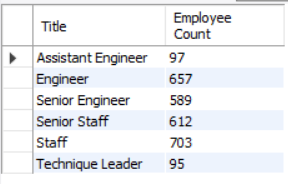 Title Employee Count
Assistant Engineer 97
Engineer 657
Senior Engineer 589
Senior Staff 612
Staff 703
Technique Leader 95